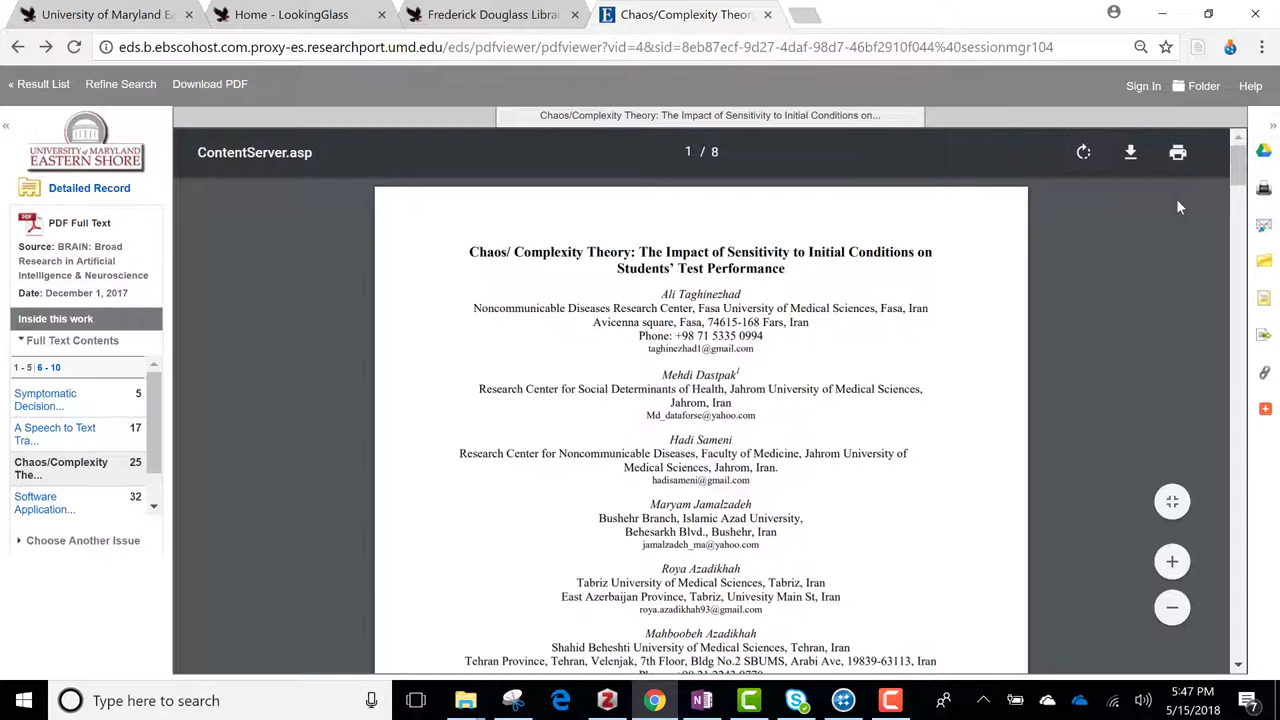 University of Maryland Ea
Home - LookingGlass
Frederick Douglass Libra
Chaos/Complexity Theory
eds.b.ebscohost.com.proxy-es.researchport.umd.edu/eds/pdfviewer/pdfviewer?vid=4&sid=8eb87ecf-9d27-4daf-98d7-46bf2910f044%40sessionmgr104
« Result List
Refine Search
Download PDF
Sign In
Folder
Help
Chaos/Complexity Theory: The Impact of Sensitivity to Initial Conditions on...
UNIVERSITY of MARYLAND
EASTERN SHORE
Detailed Record
PDF Full Text
Source: BRAIN: Broad
Research in Artificial
Intelligence & Neuroscience
Date: December 1, 2017
Inside this work
Full Text Contents
1 - 5 6 - 10
Symptomatic
Decision...
5
A Speech to Text
Tra...
17
Chaos/Complexity
The...
25
Software
Application...
32
Choose Another Issue
ContentServer.asp
1 / 8
Chaos/ Complexity Theory: The Impact of Sensitivity to Initial Conditions on
Students' Test Performance
Ali Taghinezhad
Noncommunicable Diseases Research Center, Fasa University of Medical Sciences, Fasa, Iran
Avicenna square, Fasa, 74615-168 Fars, Iran
Phone: +98 71 5335 0994
taghinezhad1@gmail.com
Mehdi Dastpak1
Research Center for Social Determinants of Health, Jahrom University of Medical Sciences,
Jahrom, Iran
Md_dataforse@yahoo.com
Hadi Sameni
Research Center for Noncommunicable Diseases, Faculty of Medicine, Jahrom University of
Medical Sciences, Jahrom, Iran.
hadisameni@gmail.com
Maryam Jamalzadeh
Bushehr Branch, Islamic Azad University,
Behesarkh Blvd., Bushehr, Iran
jamalzadeh_ma@yahoo.com
Roya Azadikhah
Tabriz University of Medical Sciences, Tabriz, Iran
East Azerbaijan Province, Tabriz, Univesity Main St, Iran
roya.azadikhah93@gmail.com
Mahboobeh Azadikhah
Shahid Beheshti University of Medical Sciences, Tehran, Iran
Tehran Province, Tehran, Velenjak, 7th Floor, Bldg No.2 SBUMS, Arabi Ave, 19839-63113, Iran
Type here to search
5:47 PM
5/15/2018
7